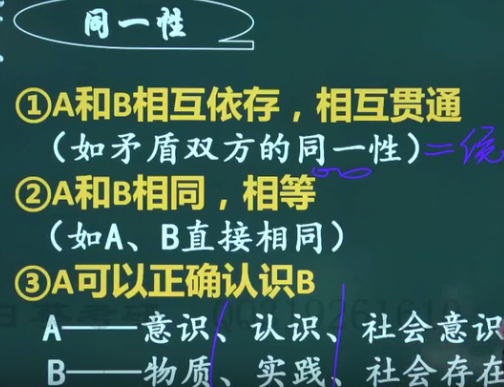 同一性
①A和B相互依存，相互贯通
（如矛盾双方的同一性）=统
②A和B相同，相等
（如A、B直接相同）
③A可以正确认识B
A——意识、认识、社会意识
B——物质、实践、社会存在